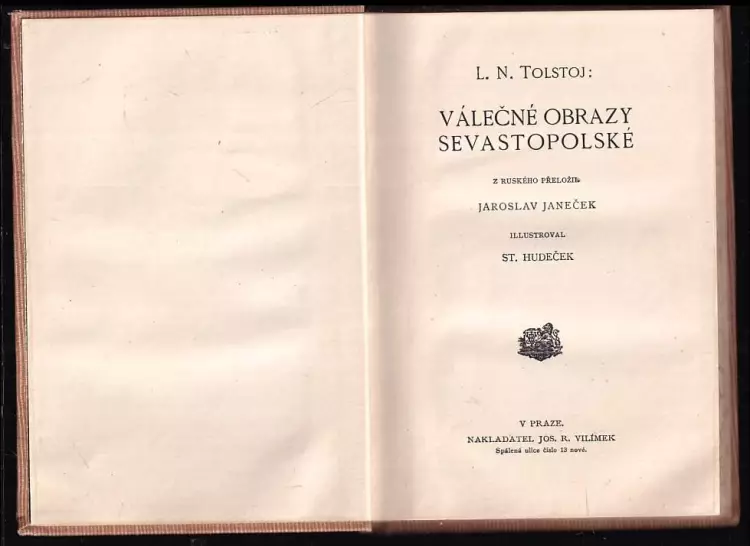 L. N. TOLSTOJ:
VÁLEČNÉ OBRAZY
SEVASTOPOLSKÉ
Z RUSKÉHO PŘELOŽIL
JAROSLAV JANEČEK
ILLUSTROVAL
ST. HUDEČEK
V PRAZE.
NAKLADATEL JOS. R. VILÍMEK
Spálená ulice číslo 13 nové.